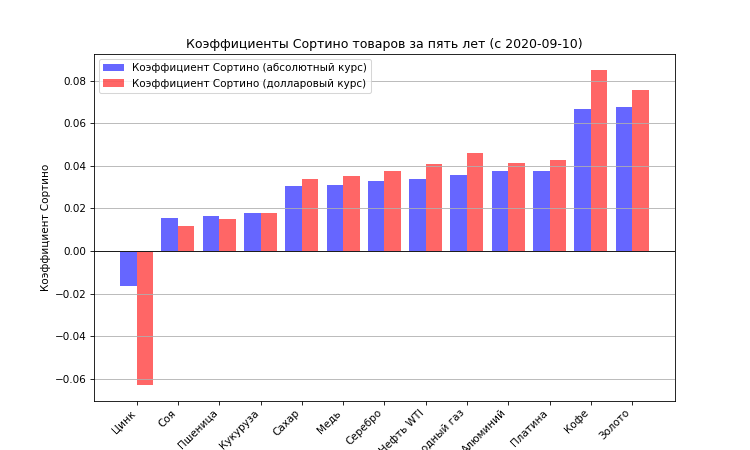 Коэффициенты Сортино товаров за пять лет (с 2020-09-10)
Коэффициент Сортино (абсолютный курс)
Коэффициент Сортино (долларовый курс)
Коэффициент Сортино
0.08
0.06
0.04
0.02
0.00
−0.02
−0.04
−0.06
Цинк
Соя
Пшеница
Кукуруза
Сахар
Медь
Серебро
Нефть WTI
одный газ
Алюминий
Платина
Кофе
Золото